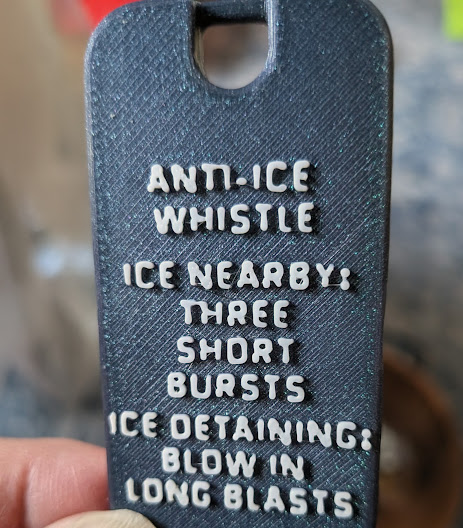 ANTI-ICE
WHISTLE
ICE NEARBY:
THREE
SHORT
BURSTS
ICE DETAINING:
BLOW IN
LONG BLASTS